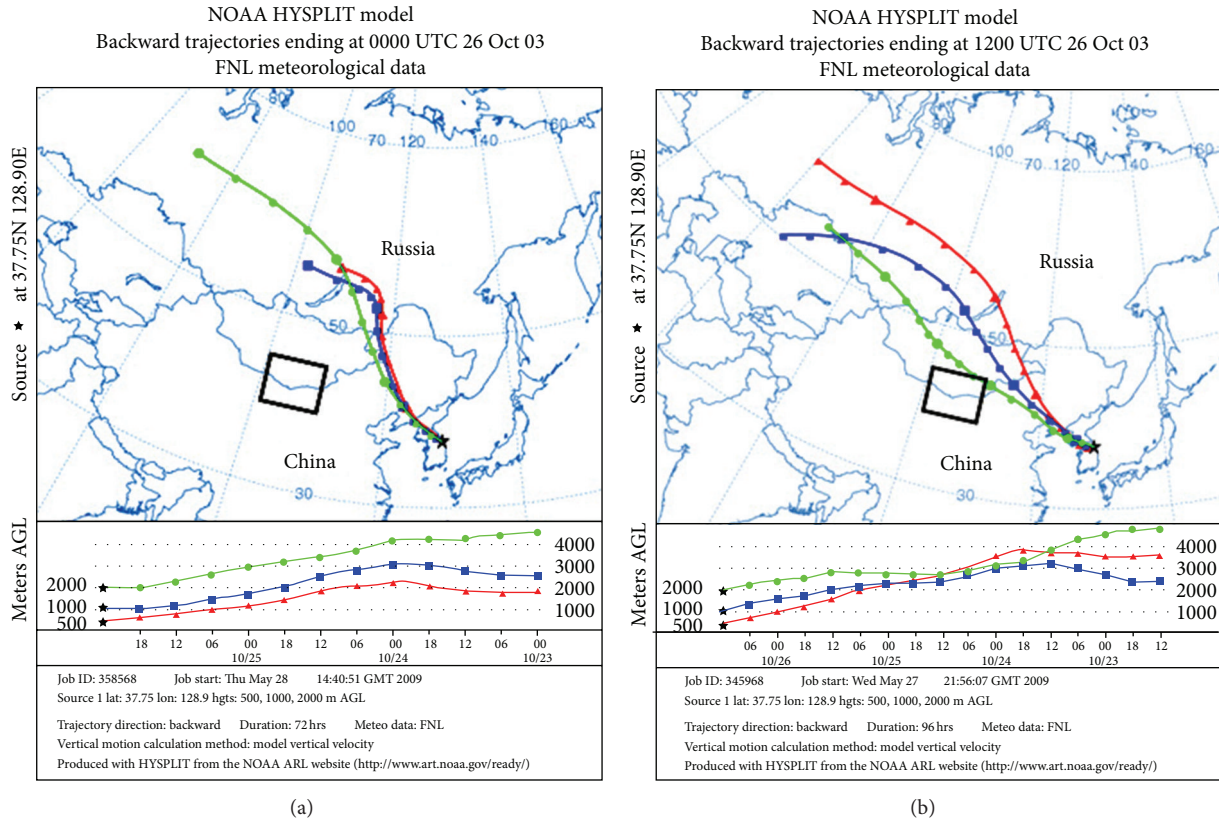 NOAA HYSPLIT model
Backward trajectories ending at 0000 UTC 26 Oct 03
FNL meteorological data
Source ★ at 37.75N 128.90E
80
100 70 120 140 160
Russia
50
China
30
Meters AGL
2000
1000
500
4000
3000
2000
1000
18 12 06 00 18 12 06 00 18 12 06 00
10/25 10/24 10/23
Job ID: 358568 Job start: Thu May 28 14:40:51 GMT 2009
Source 1 lat: 37.75 lon: 128.9 hgts: 500, 1000, 2000 m AGL
Trajectory direction: backward Duration: 72 hrs Meteo data: FNL
Vertical motion calculation method: model vertical velocity
Produced with HYSPLIT from the NOAA ARL website (http://www.art.noaa.gov/ready/)
(a)
NOAA HYSPLIT model
Backward trajectories ending at 1200 UTC 26 Oct 03
FNL meteorological data
Source ★ at 37.75N 128.90E
80
100 70 120 140 160
Russia
50
China
30
Meters AGL
2000
1000
500
4000
3000
2000
1000
06 00 18 12 06 00 18 12 06 00 18 12
10/26 10/25 10/24 10/23
Job ID: 345968 Job start: Wed May 27 21:56:07 GMT 2009
Source 1 lat: 37.75 lon: 128.9 hgts: 500, 1000, 2000 m AGL
Trajectory direction: backward Duration: 96 hrs Meteo data: FNL
Vertical motion calculation method: model vertical velocity
Produced with HYSPLIT from the NOAA ARL website (http://www.art.noaa.gov/ready/)
(b)